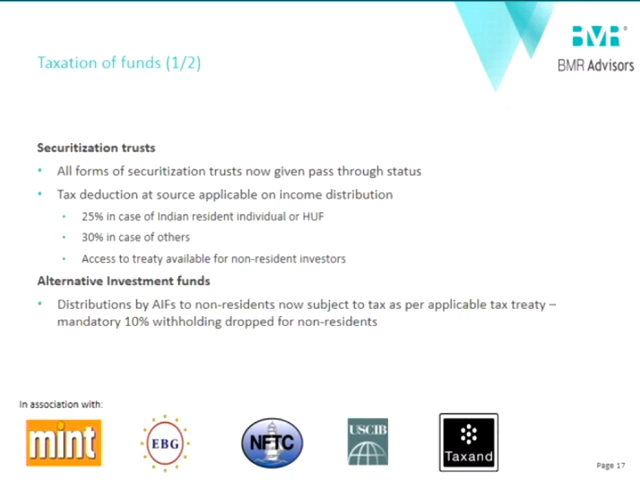 BMR®
BMR Advisors
Taxation of funds (1/2)
Securitization trusts
• All forms of securitization trusts now given pass through status
• Tax deduction at source applicable on income distribution
• 25% in case of Indian resident individual or HUF
• 30% in case of others
• Access to treaty available for non-resident investors
Alternative Investment funds
• Distributions by AIFs to non-residents now subject to tax as per applicable tax treaty –
mandatory 10% withholding dropped for non-residents
In association with:
mint
EBG
NFTC
USCIB
Taxand
Page 17